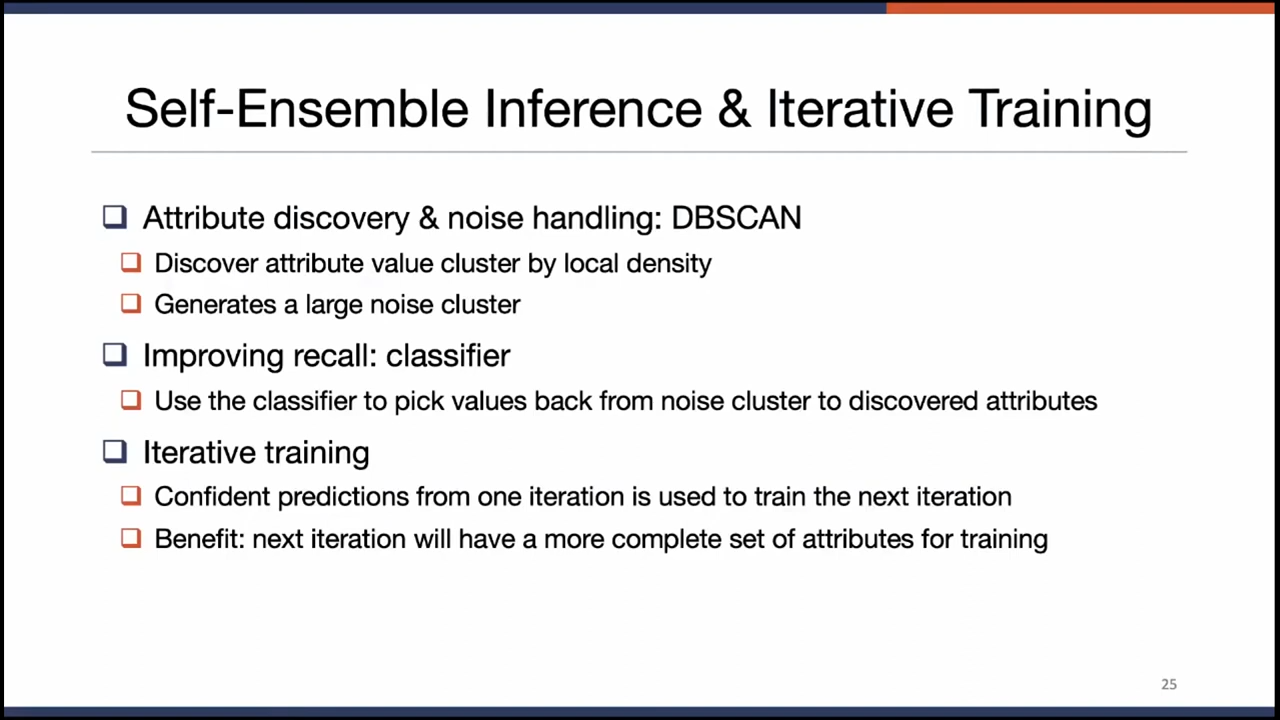 Self-Ensemble Inference & Iterative Training
Attribute discovery & noise handling: DBSCAN
Discover attribute value cluster by local density
Generates a large noise cluster
Improving recall: classifier
Use the classifier to pick values back from noise cluster to discovered attributes
Iterative training
Confident predictions from one iteration is used to train the next iteration
Benefit: next iteration will have a more complete set of attributes for training
25